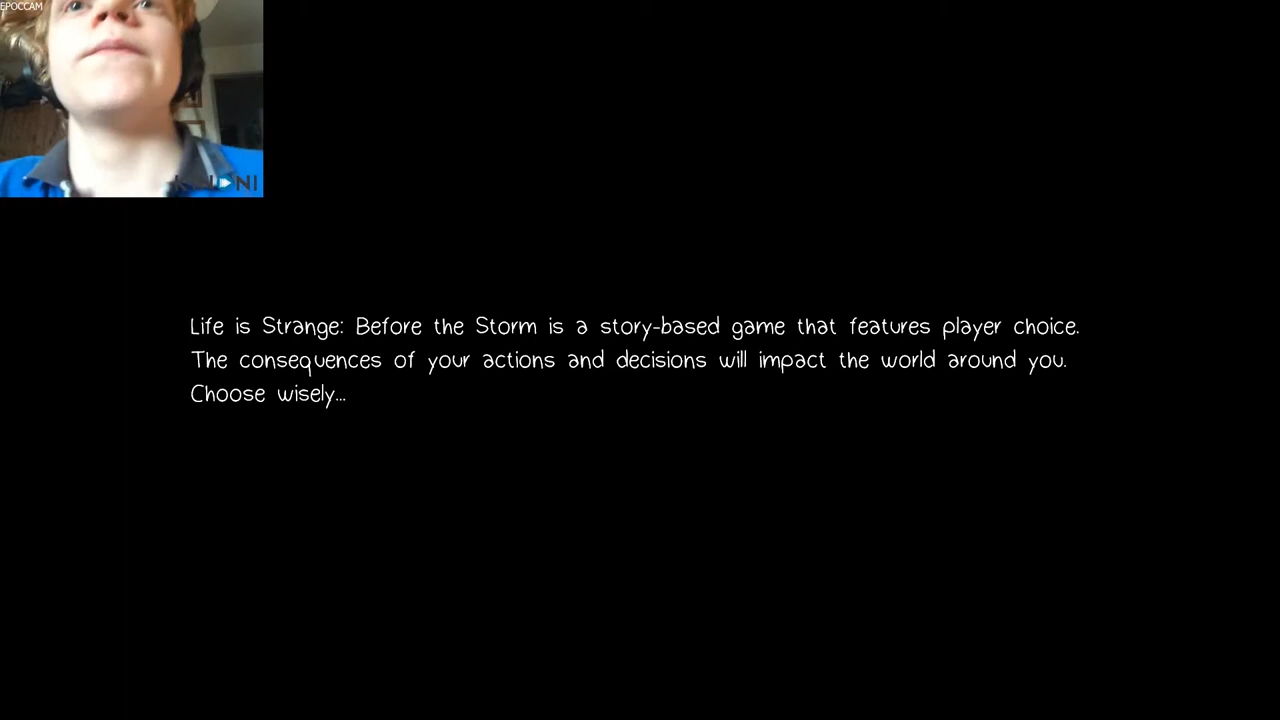 EPOCCAM
Life is Strange: Before the Storm is a story-based game that features player choice.
The consequences of your actions and decisions will impact the world around you.
Choose wisely...